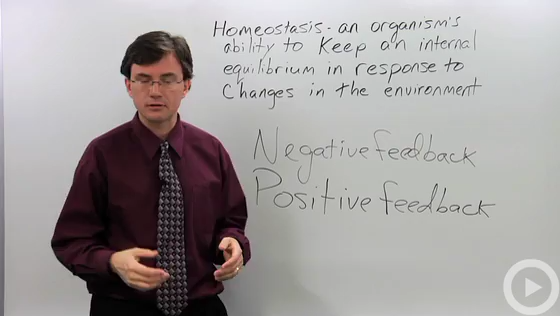 Homeostasis - an organism's
ability to keep an internal
equilibrium in response to
changes in the environment
Negative feedback
Positive feedback